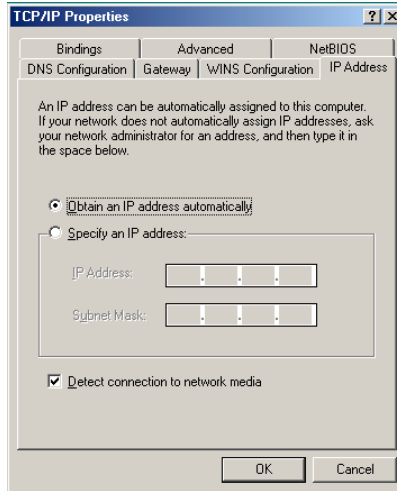 TCP/IP Properties
Bindings Advanced NetBIOS
DNS Configuration Gateway WINS Configuration IP Address
An IP address can be automatically assigned to this computer.
If your network does not automatically assign IP addresses, ask
your network administrator for an address, and then type it in
the space below.
Obtain an IP address automatically
Specify an IP address:
IP Address:
Subnet Mask:
Detect connection to network media
OK Cancel